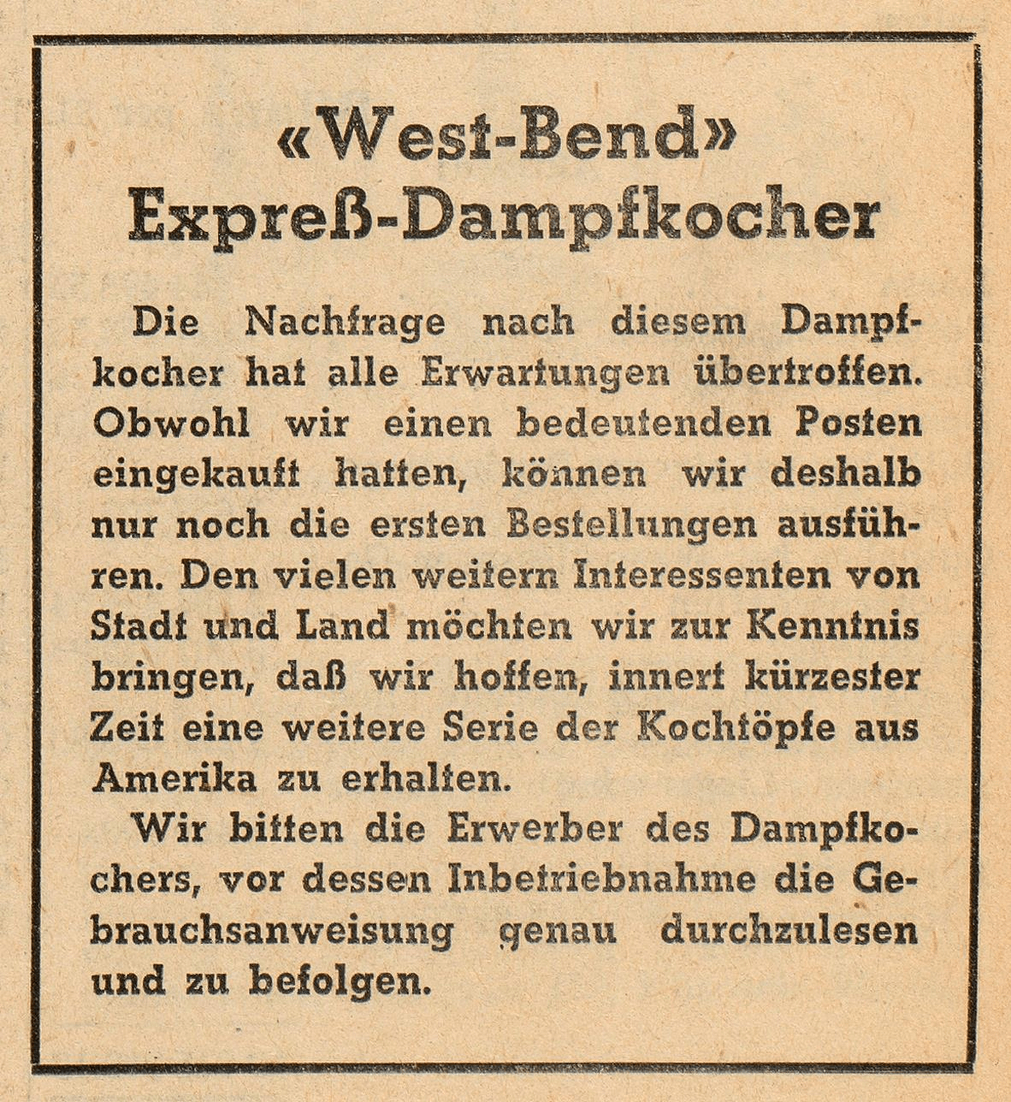 «West-Bend»
Expreß-Dampfkocher
Die Nachfrage nach diesem Dampf-
kocher hat alle Erwartungen übertroffen.
Obwohl wir einen bedeutenden Posten
eingekauft hatten, können wir deshalb
nur noch die ersten Bestellungen ausfüh-
ren. Den vielen weitern Interessenten von
Stadt und Land möchten wir zur Kenntnis
bringen, daß wir hoffen, innert kürzester
Zeit eine weitere Serie der Kochtöpfe aus
Amerika zu erhalten.
Wir bitten die Erwerber des Dampfko-
chers, vor dessen Inbetriebnahme die Ge-
brauchsanweisung genau durchzulesen
und zu befolgen.